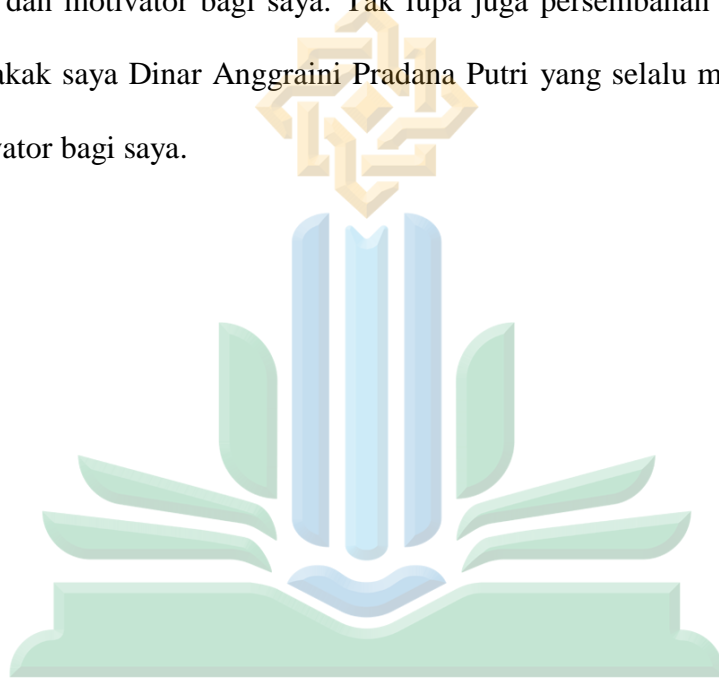 dan motivator bagi saya. Tak lupa juga persembahan
akak saya Dinar Anggraini Pradana Putri yang selalu m
vator bagi saya.